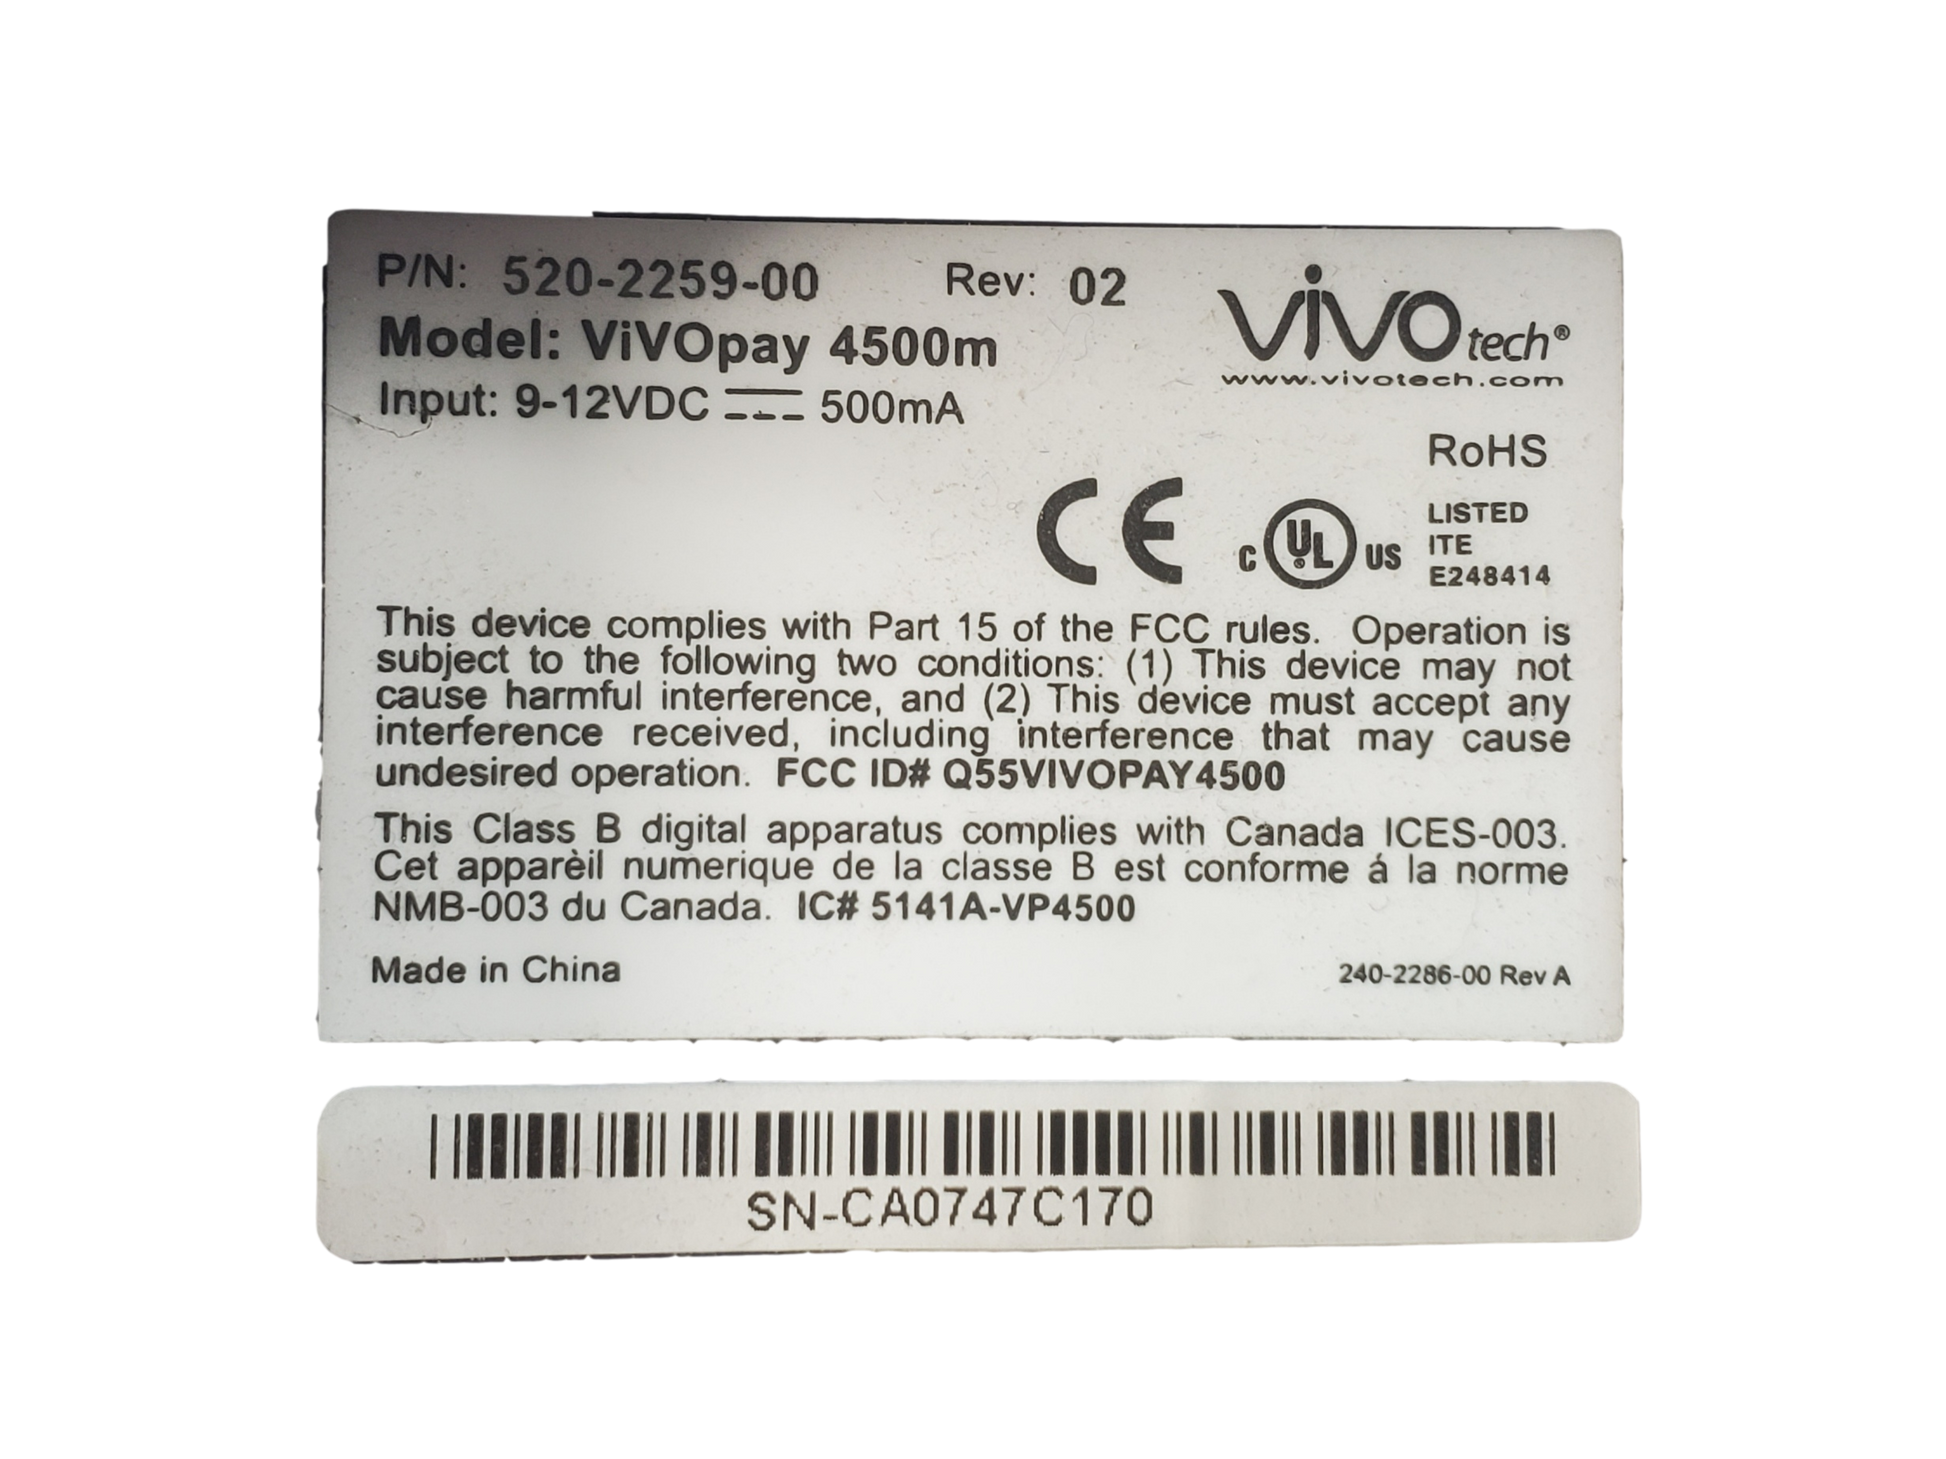 P/N: 520-2259-00 Rev: 02
Model: ViVOpay 4500m
Input: 9-12VDC 500mA
ViVOtech®
www.vivotech.com
RoHS
CE
C UL US
LISTED
ITE
E248414
This device complies with Part 15 of the FCC rules. Operation is
subject to the following two conditions: (1) This device may not
cause harmful interference, and (2) This device must accept any
interference received, including interference that may cause
undesired operation. FCC ID# Q55VIVOPAY4500
This Class B digital apparatus complies with Canada ICES-003.
Cet appareìl numerique de la classe B est conforme á la norme
NMB-003 du Canada. IC# 5141A-VP4500
Made in China
240-2286-00 Rev A
SN-CA0747C170